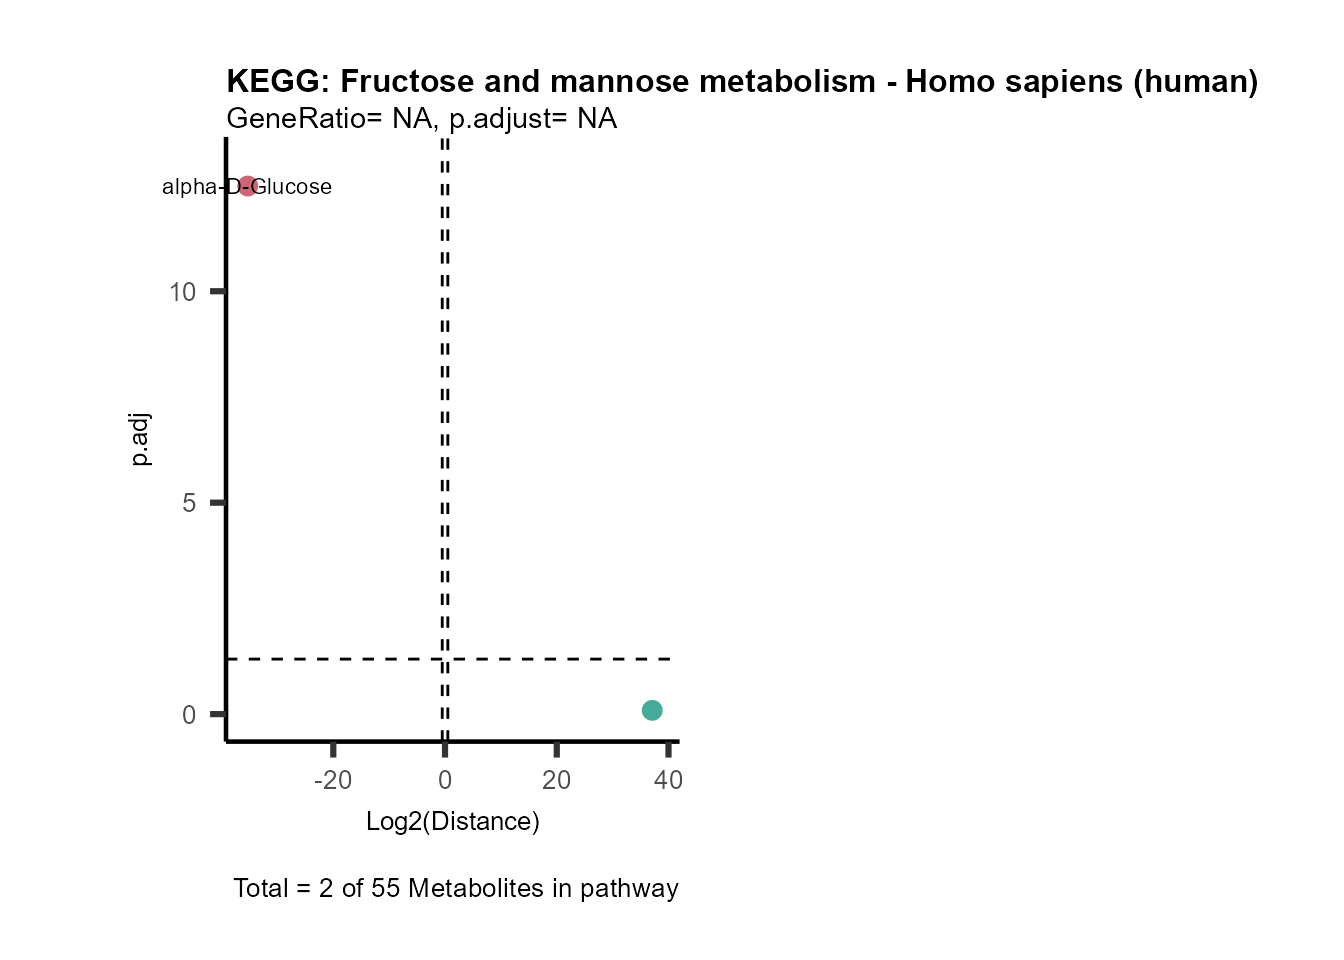 KEGG: Fructose and mannose metabolism - Homo sapiens (human)
GeneRatio= NA, p.adjust= NA
alpha-D-Glucose
10
p.adj
5
0
-20 0 20 40
Log2(Distance)
Total = 2 of 55 Metabolites in pathway